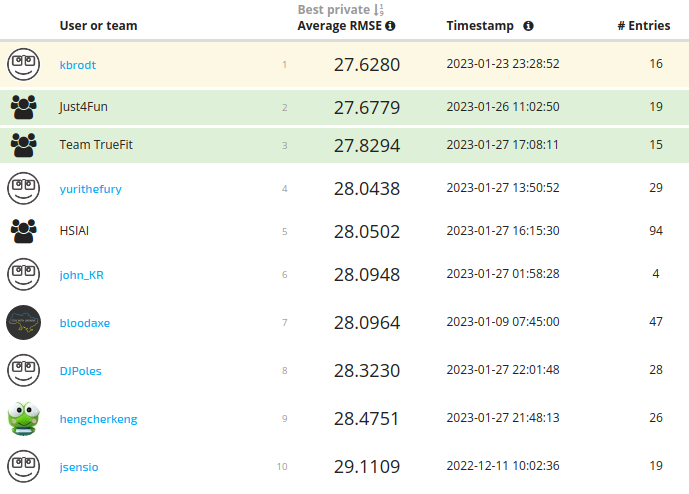 Best private
User or team Average RMSE Timestamp # Entries
kbrodt 1 27.6280 2023-01-23 23:28:52 16
Just4Fun 2 27.6779 2023-01-26 11:02:50 19
Team TrueFit 3 27.8294 2023-01-27 17:08:11 15
yurithefury 4 28.0438 2023-01-27 13:50:52 29
HSIAI 5 28.0502 2023-01-27 16:15:30 94
john_KR 6 28.0948 2023-01-27 01:58:28 4
bloodaxe 7 28.0964 2023-01-09 07:45:00 47
DJPoles 8 28.3230 2023-01-27 22:01:48 28
hengcherkeng 9 28.4751 2023-01-27 21:48:13 26
jsensio 10 29.1109 2022-12-11 10:02:36 19